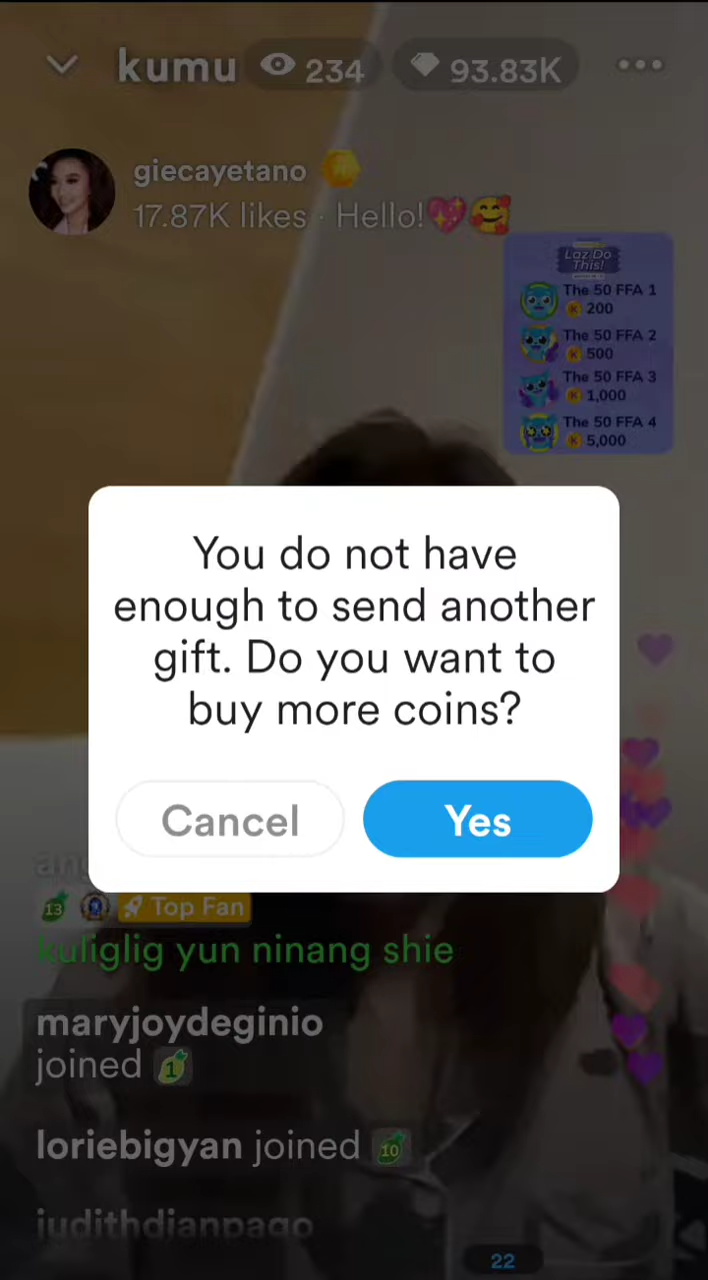 kumu 234 93.83K
giecayetano
17.87K likes · Hello!💖🥰
Laz Do
This!
The 50 FFA 1
K 200
The 50 FFA 2
K 500
The 50 FFA 3
K 1,000
The 50 FFA 4
K 5,000
You do not have
enough to send another
gift. Do you want to
buy more coins?
Cancel Yes
13 Top Fan
kuliglig yun ninang shie
maryjoydeginio
joined 1
loriebigyan joined 10
judithdianpago
22